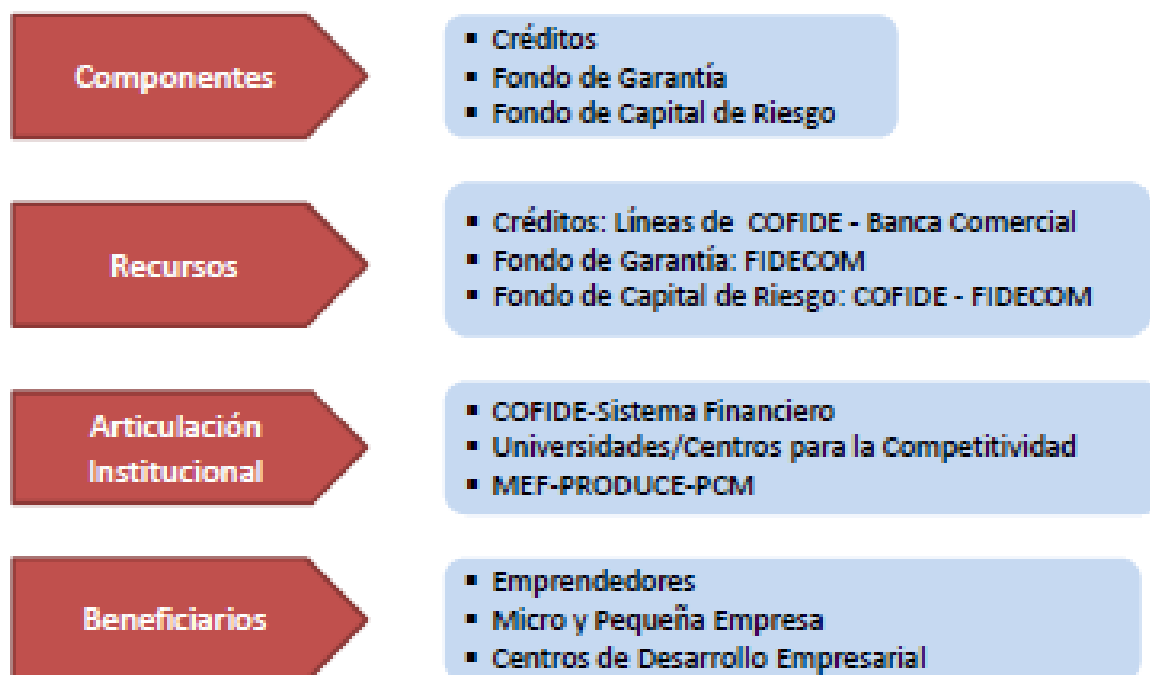 Componentes
▪ Créditos
▪ Fondo de Garantía
▪ Fondo de Capital de Riesgo
Recursos
▪ Créditos: Líneas de COFIDE - Banca Comercial
▪ Fondo de Garantía: FIDECOM
▪ Fondo de Capital de Riesgo: COFIDE - FIDECOM
Articulación
Institucional
▪ COFIDE-Sistema Financiero
▪ Universidades/Centros para la Competitividad
▪ MEF-PRODUCE-PCM
Beneficiarios
▪ Emprendedores
▪ Micro y Pequeña Empresa
▪ Centros de Desarrollo Empresarial